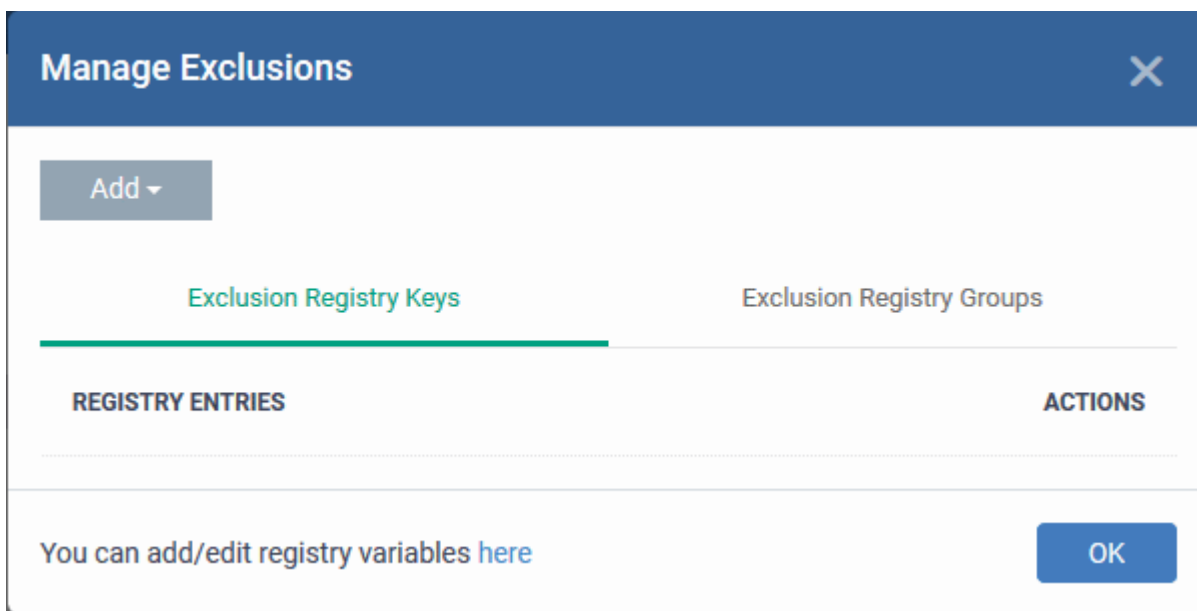 Manage Exclusions
Add
Exclusion Registry Keys
Exclusion Registry Groups
REGISTRY ENTRIES
ACTIONS
You can add/edit registry variables here
OK